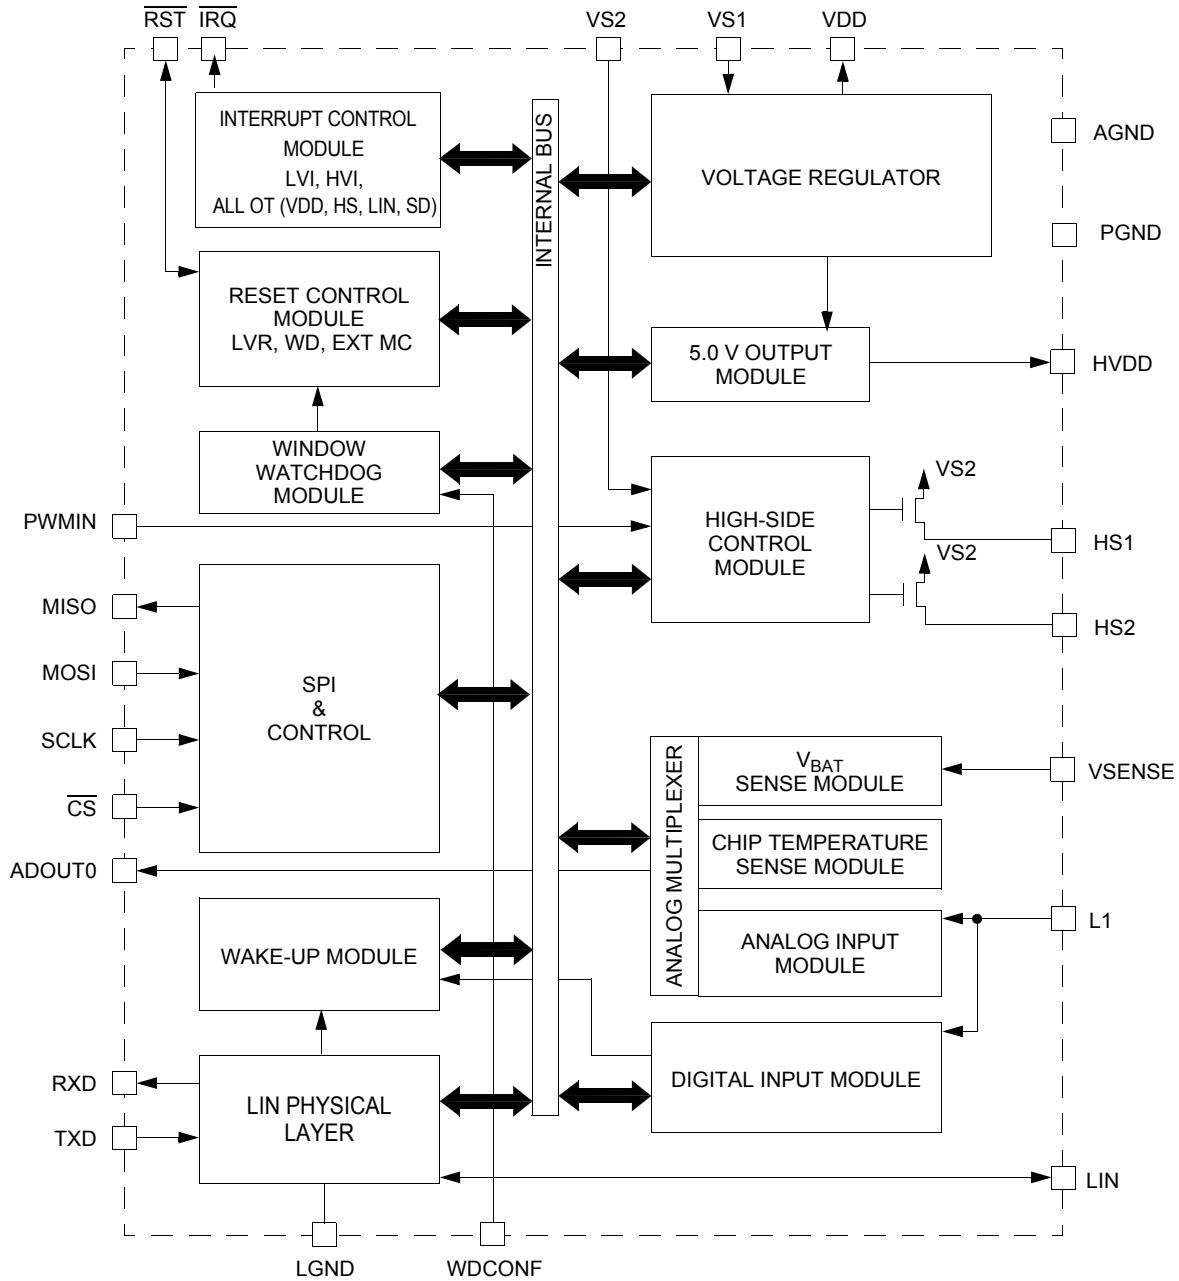 RST IRQ VS2 VS1 VDD
INTERRUPT CONTROL
MODULE
LVI, HVI,
ALL OT (VDD, HS, LIN, SD)
INTERNAL BUS
VOLTAGE REGULATOR
AGND
PGND
RESET CONTROL
MODULE
LVR, WD, EXT MC
5.0 V OUTPUT
MODULE
HVDD
WINDOW
WATCHDOG
MODULE
PWMIN
HIGH-SIDE
CONTROL
MODULE
VS2
HS1
VS2
HS2
MISO
MOSI
SCLK
CS
SPI
&
CONTROL
ADOUT0
ANALOG MULTIPLEXER
VBAT
SENSE MODULE
VSENSE
CHIP TEMPERATURE
SENSE MODULE
ANALOG INPUT
MODULE
L1
WAKE-UP MODULE
DIGITAL INPUT MODULE
RXD
TXD
LIN PHYSICAL
LAYER
LIN
LGND WDCONF